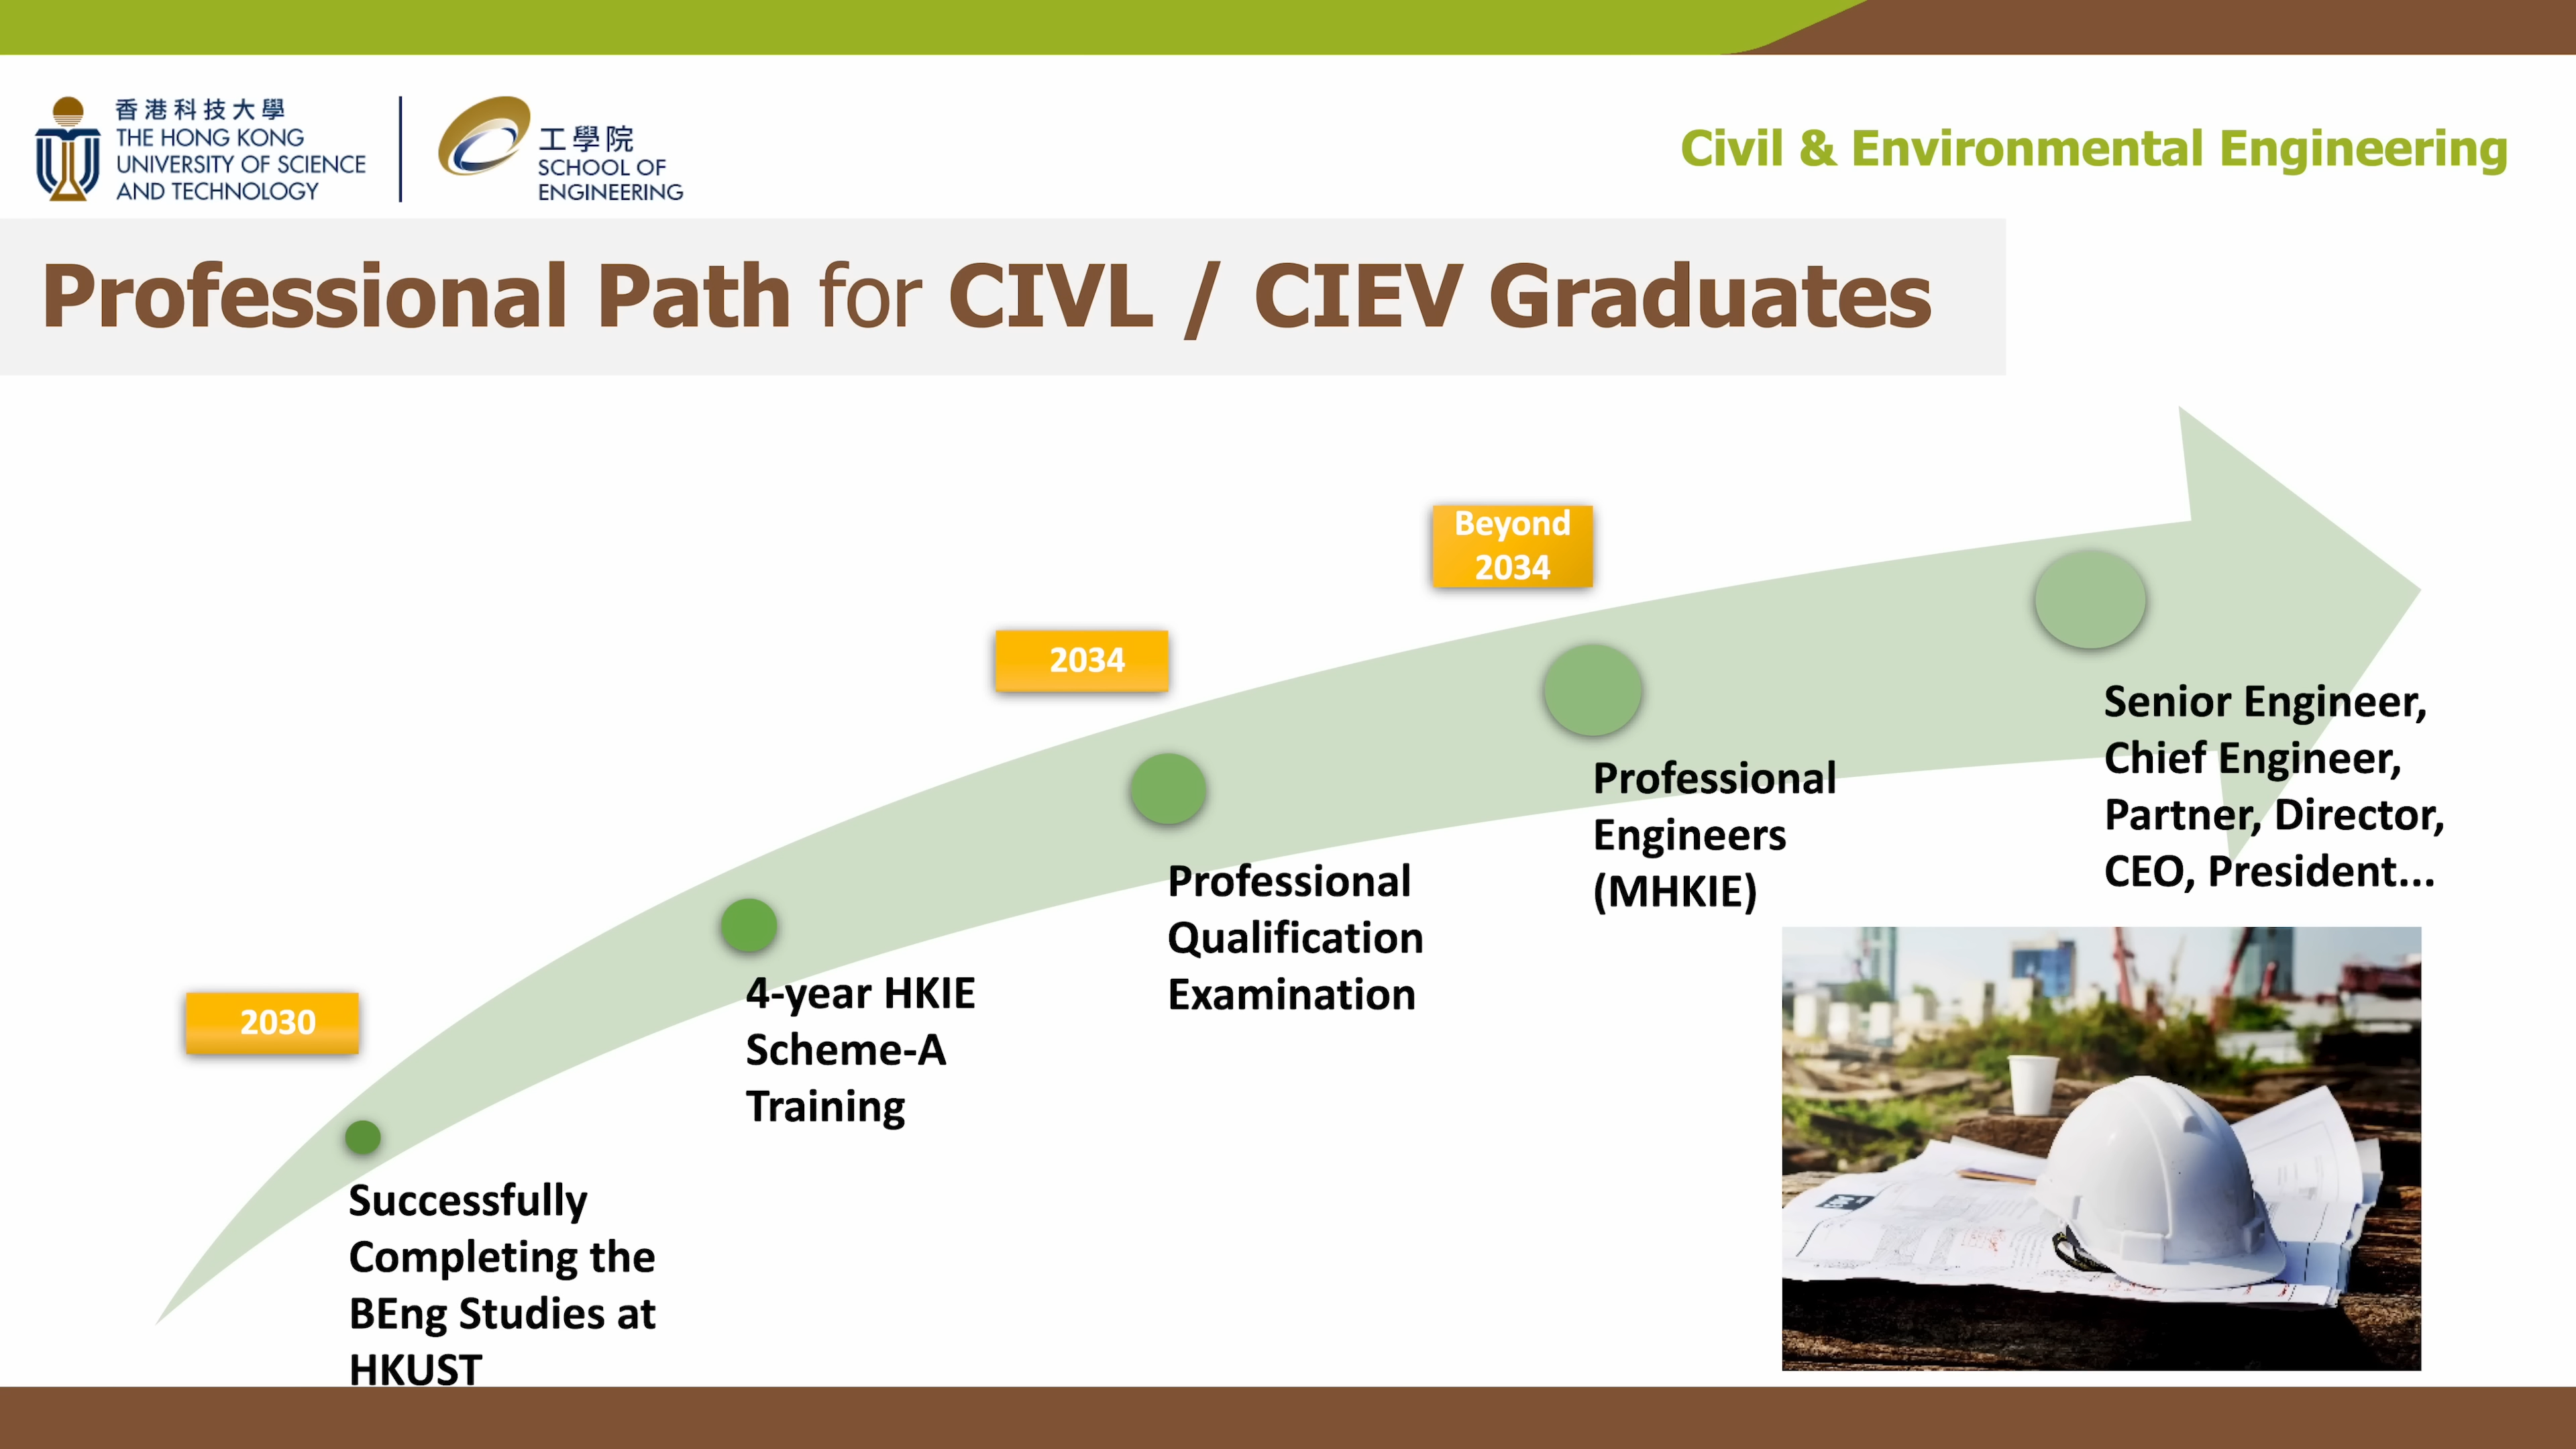 香港科技大學
THE HONG KONG
UNIVERSITY OF SCIENCE
AND TECHNOLOGY
工學院
SCHOOL OF
ENGINEERING
Civil & Environmental Engineering
Professional Path for CIVL / CIEV Graduates
2030
Successfully
Completing the
BEng Studies at
HKUST
4-year HKIE
Scheme-A
Training
2034
Professional
Qualification
Examination
Beyond
2034
Professional
Engineers
(MHKIE)
Senior Engineer,
Chief Engineer,
Partner, Director,
CEO, President...